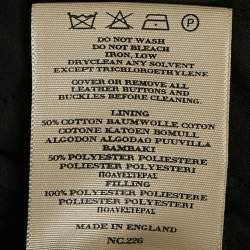 DO NOT WASH
DO NOT BLEACH
IRON, LOW
DRYCLEAN ANY SOLVENT
EXCEPT TRICHLOROETHYLENE
COVER OR REMOVE ALL
LEATHER BUTTONS AND
BUCKLES BEFORE CLEANING.
LINING
50% COTTON BAUMWOLLE COTON
COTONE KATOEN BOMULL
ALGODON ALGODAO PUUVILLA
BAMBAKI
50% POLYESTER POLIESTERE
POLIESTER POLIESTER
ΠΟΛΥΕΣΤΕΡΑΣ
FILLING
100% POLYESTER POLIESTERE
POLIESTER POLIESTER
ΠΟΛΥΕΣΤΕΡΑΣ
MADE IN ENGLAND
NC.226